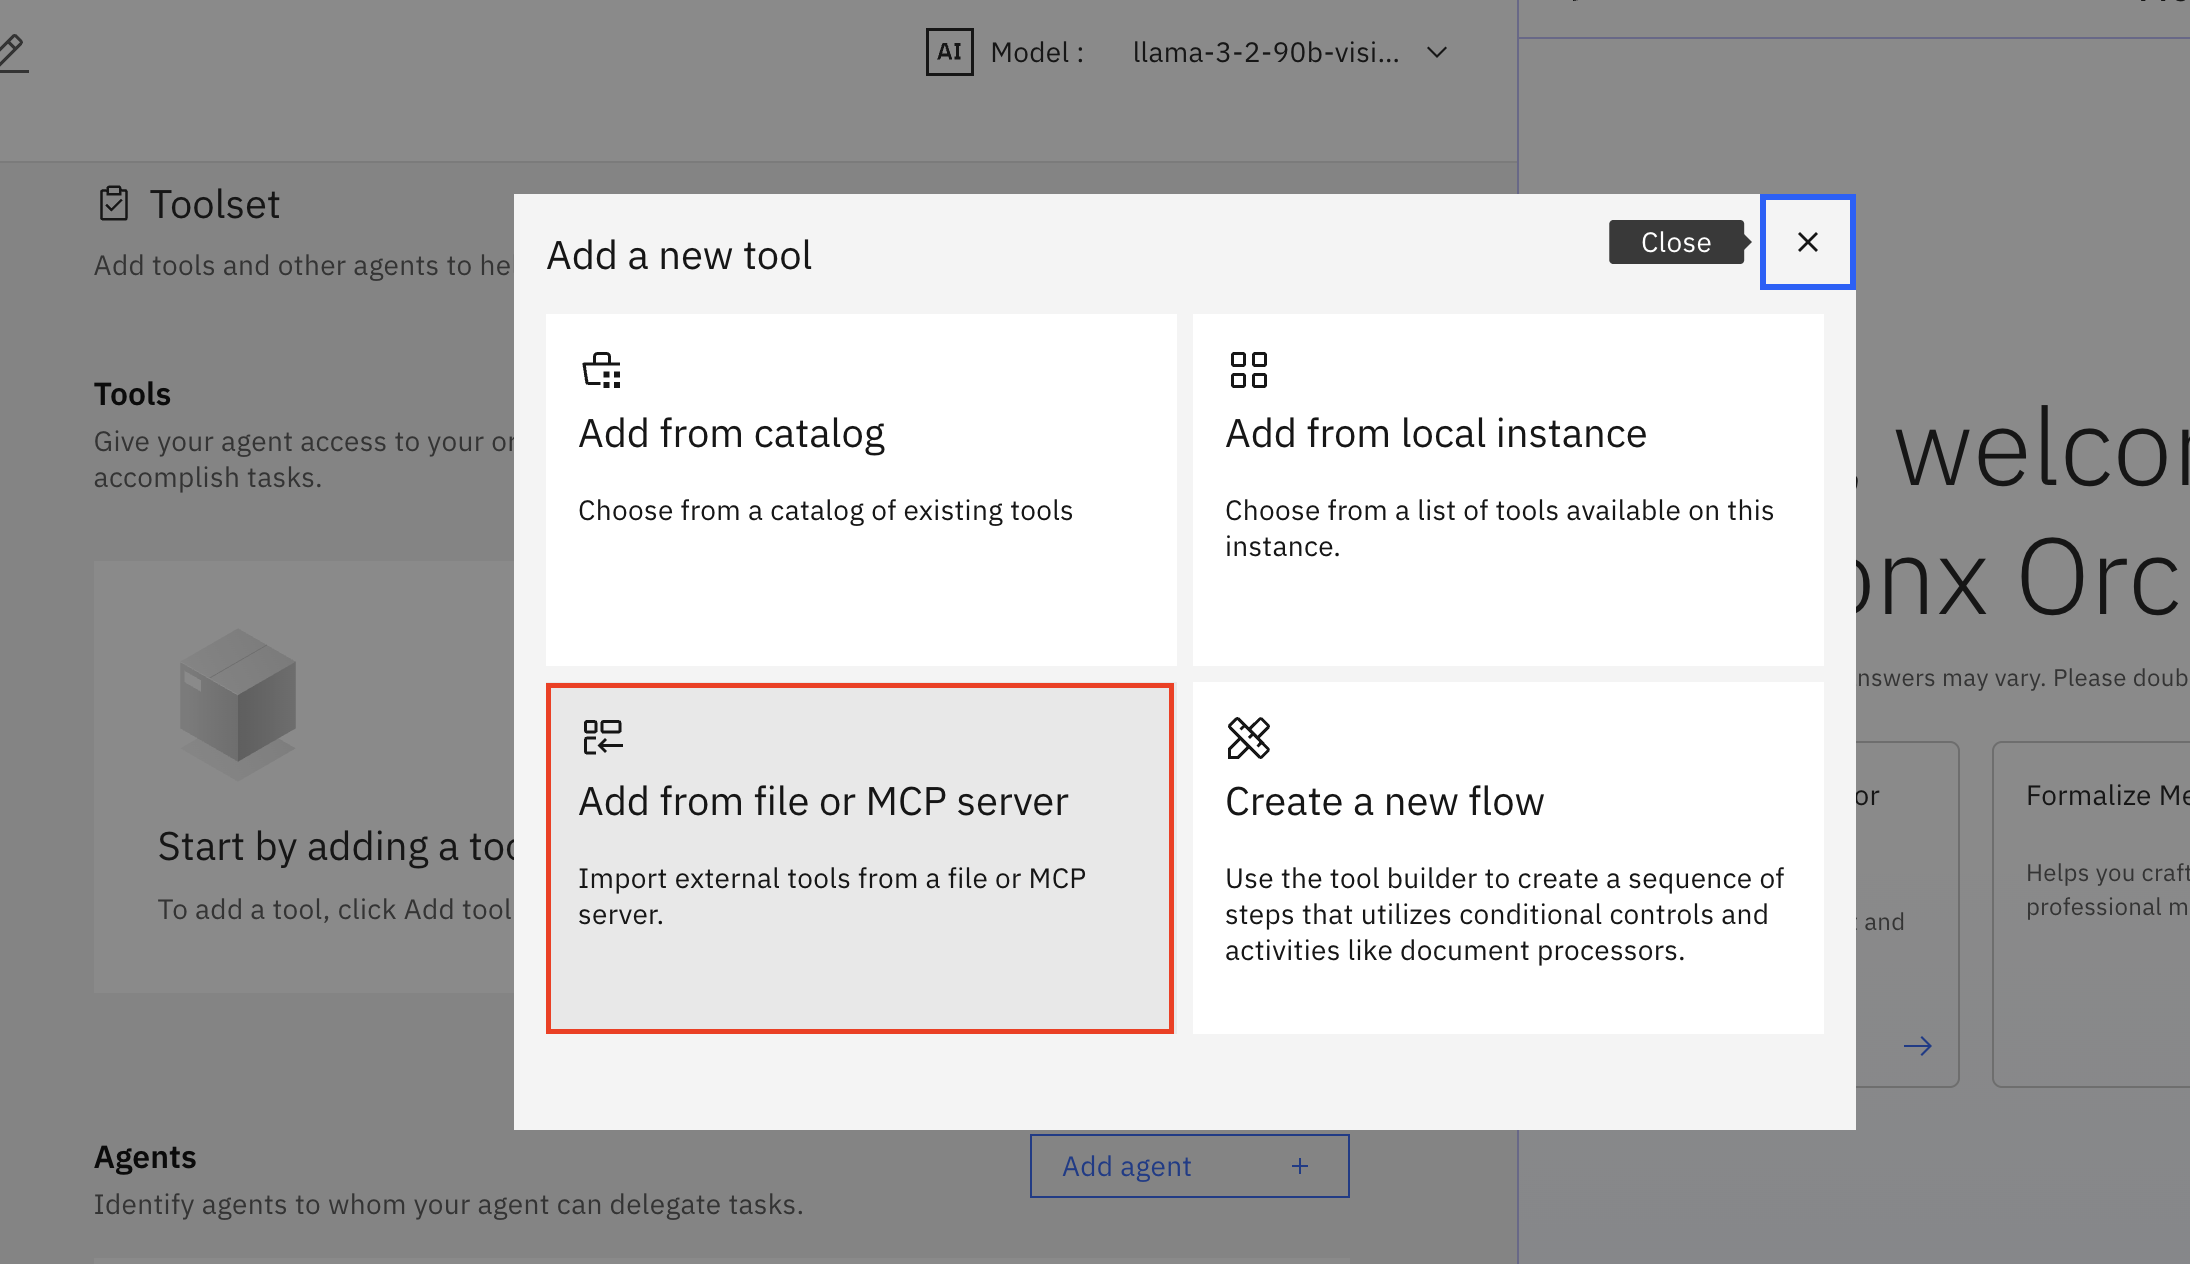 AI Model : llama-3-2-90b-visi...
Toolset
Add tools and other agents to he
Tools
Give your agent access to your or
accomplish tasks.
Start by adding a too
To add a tool, click Add tool
Agents
Identify agents to whom your agent can delegate tasks.
Add agent +
Add a new tool
Close
Add from catalog
Choose from a catalog of existing tools
Add from local instance
Choose from a list of tools available on this
instance.
Add from file or MCP server
Import external tools from a file or MCP
server.
Create a new flow
Use the tool builder to create a sequence of
steps that utilizes conditional controls and
activities like document processors.
, welcor
onx Orc
nswers may vary. Please doub
or
and
Formalize Me
Helps you craft
professional m